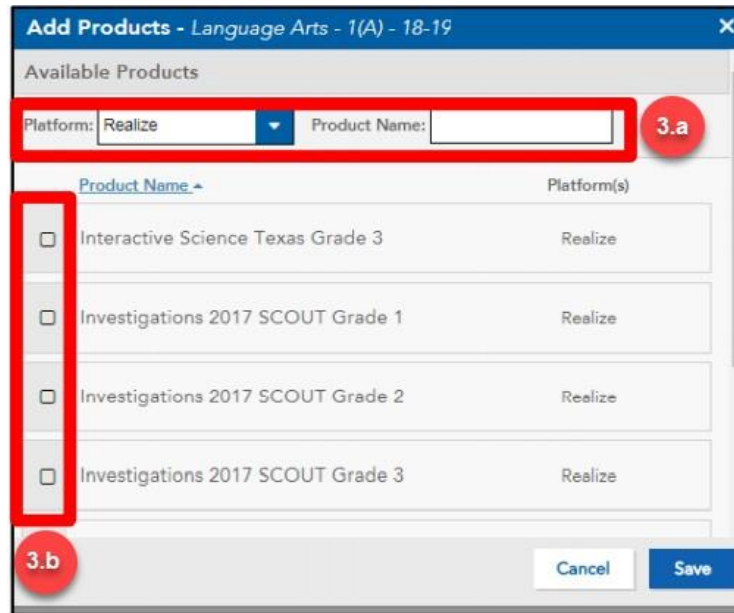 Add Products - Language Arts - 1(A) - 18-19 ×
Available Products
Platform: Realize Product Name: 3.a
Product Name Platform(s)
Interactive Science Texas Grade 3 Realize
Investigations 2017 SCOUT Grade 1 Realize
Investigations 2017 SCOUT Grade 2 Realize
Investigations 2017 SCOUT Grade 3 Realize
3.b Cancel Save